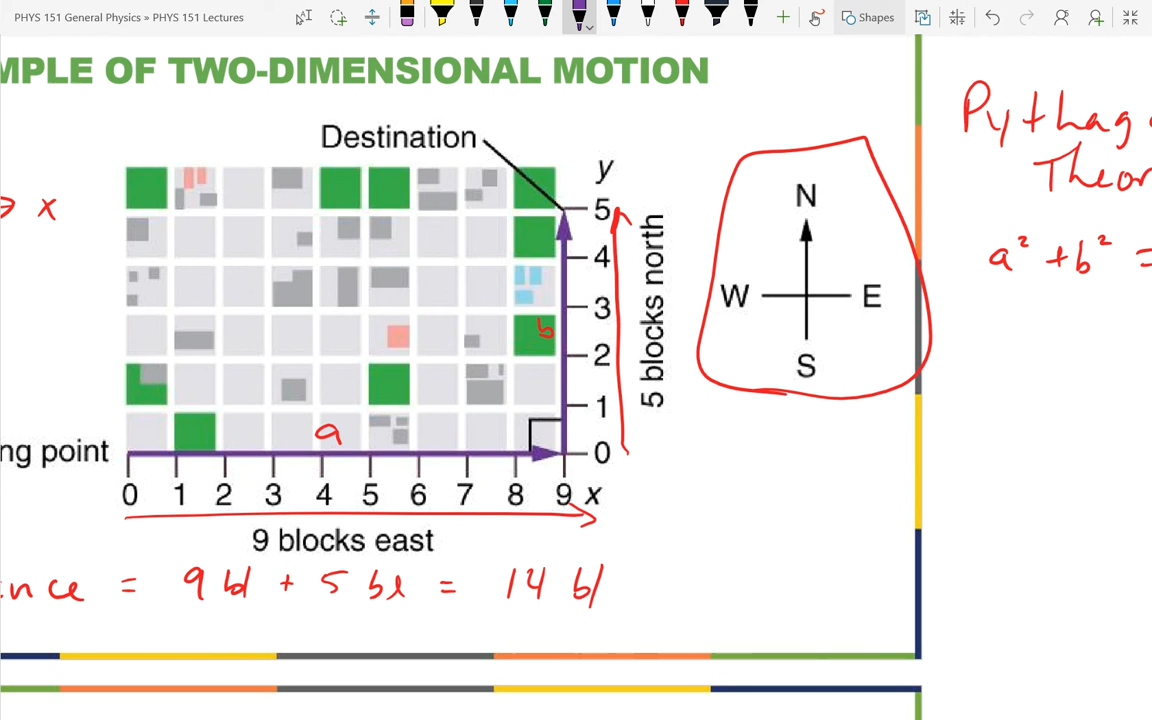 PHYS 151 General Physics » PHYS 151 Lectures
Shapes
MPLE OF TWO-DIMENSIONAL MOTION
Destination
y
5
4
3
2
1
0
5 blocks north
N
W E
S
Pythag
Theor
a² + b² =
x
b
a
ng point
0 1 2 3 4 5 6 7 8 9 x
9 blocks east
nce = 9 bl + 5 bl = 14 bl